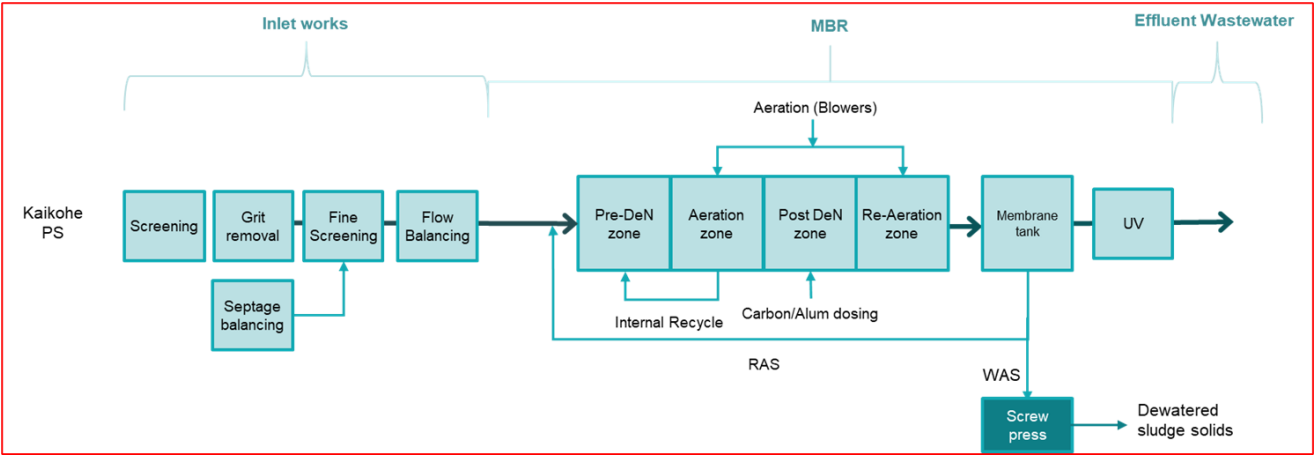 Inlet works
MBR
Effluent Wastewater
Aeration (Blowers)
Kaikohe
PS
Screening
Grit
removal
Fine
Screening
Flow
Balancing
Pre-DeN
zone
Aeration
zone
Post DeN
zone
Re-Aeration
zone
Membrane
tank
UV
Septage
balancing
Internal Recycle
Carbon/Alum dosing
RAS
WAS
Screw
press
Dewatered
sludge solids